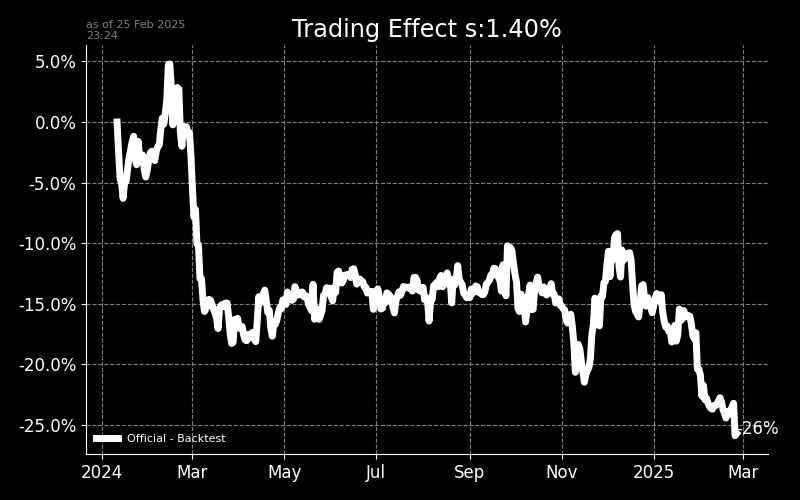 as of 25 Feb 2025
23:24
Trading Effect s:1.40%
5.0%
0.0%
-5.0%
-10.0%
-15.0%
-20.0%
-25.0%
-26%
Official - Backtest
2024 Mar May Jul Sep Nov 2025 Mar